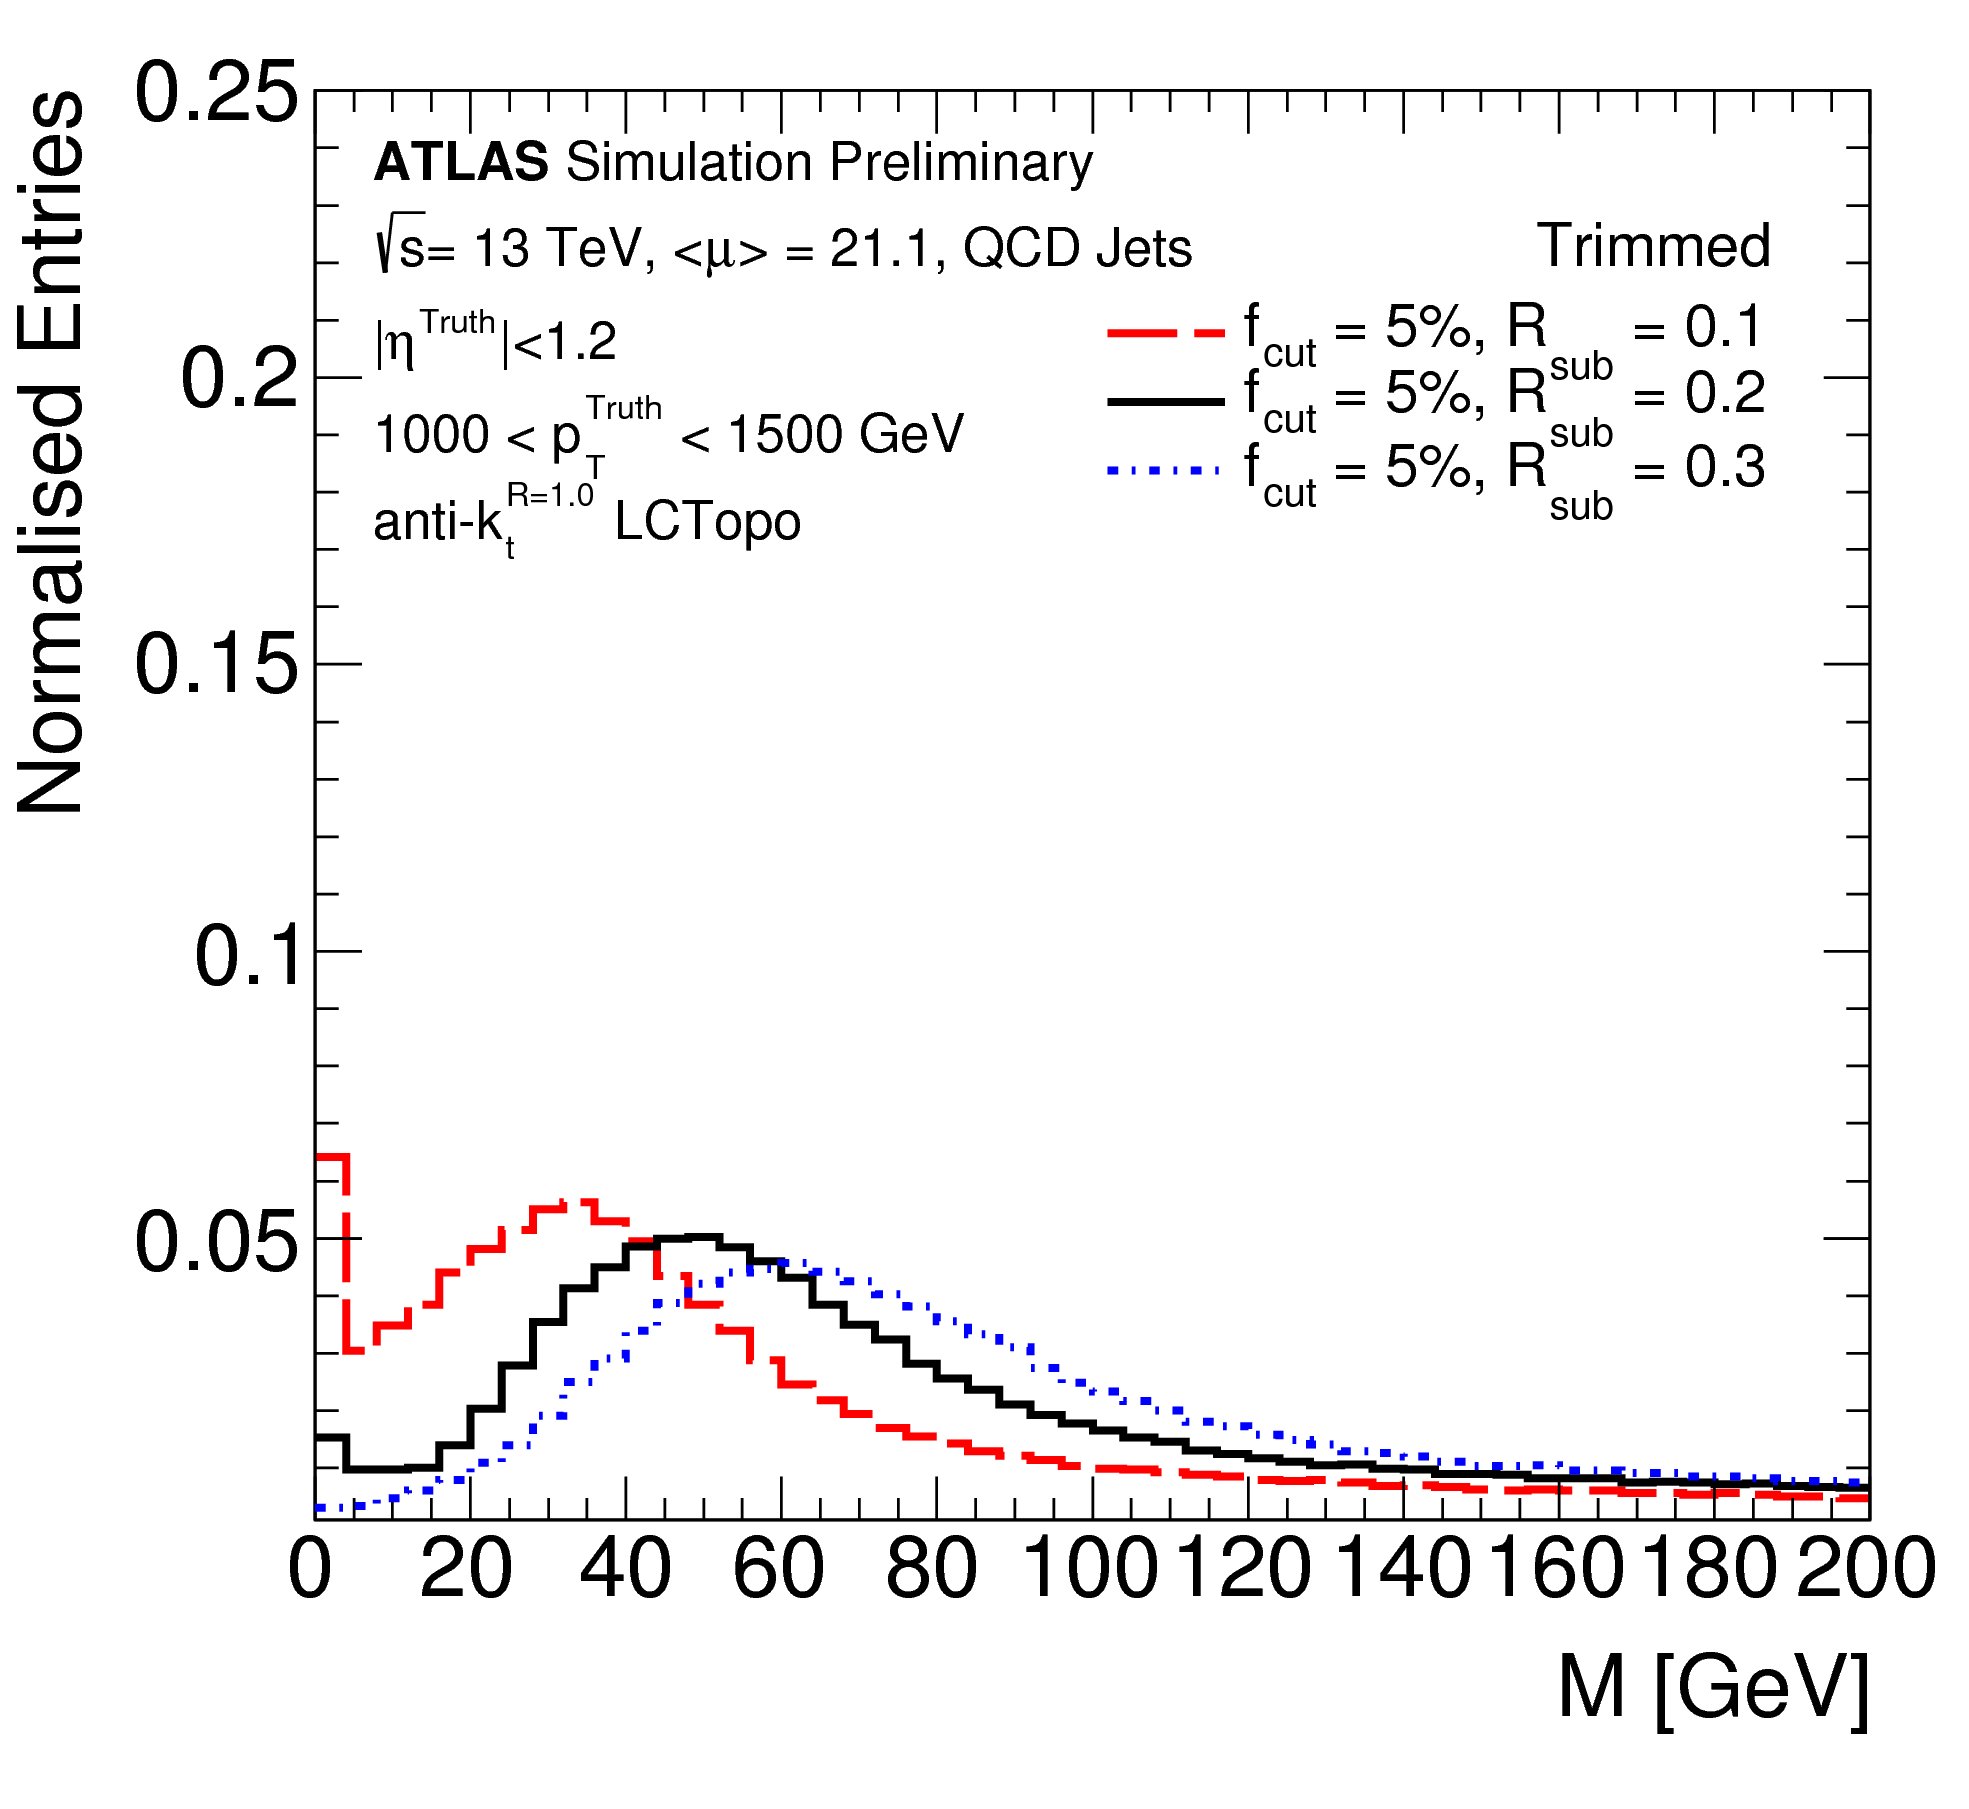 Normalised Entries
0.25
0.2
0.15
0.1
0.05
ATLAS Simulation Preliminary
√s= 13 TeV, <μ> = 21.1, QCD Jets
|η^Truth|<1.2
1000 < p_T^Truth < 1500 GeV
anti-k_t^R=1.0 LCTopo
Trimmed
f_cut = 5%, R_sub = 0.1
f_cut = 5%, R_sub = 0.2
f_cut = 5%, R_sub = 0.3
0 20 40 60 80 100 120 140 160 180 200
M [GeV]